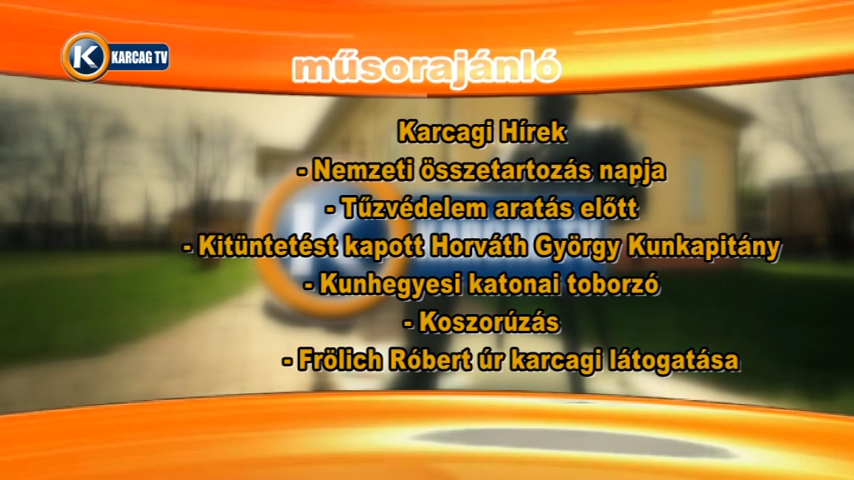 K KARCAG TV
műsorajánló
Karcagi Hírek
- Nemzeti összetartozás napja
- Tűzvédelem aratás előtt
- Kitüntetést kapott Horváth György Kunkapitány
- Kunhegyesi katonai toborzó
- Koszorúzás
- Frölich Róbert úr karcagi látogatása